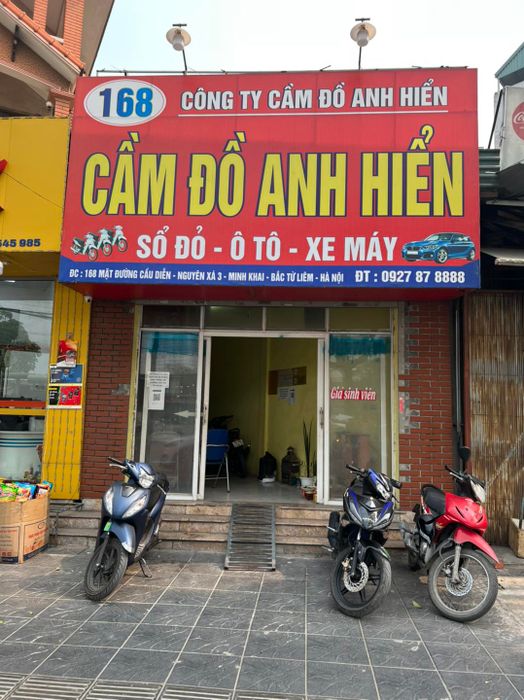 168
CÔNG TY CẦM ĐỒ ANH HIỂN
CẦM ĐỒ ANH HIỂN
SỔ ĐỎ - Ô TÔ - XE MÁY
ĐC : 168 MẶT ĐƯỜNG CẦU DIỄN - NGUYÊN XÁ 3 - MINH KHAI - BẮC TỪ LIÊM - HÀ NỘI
ĐT : 0927 87 8888
545 985
Giá sinh viên